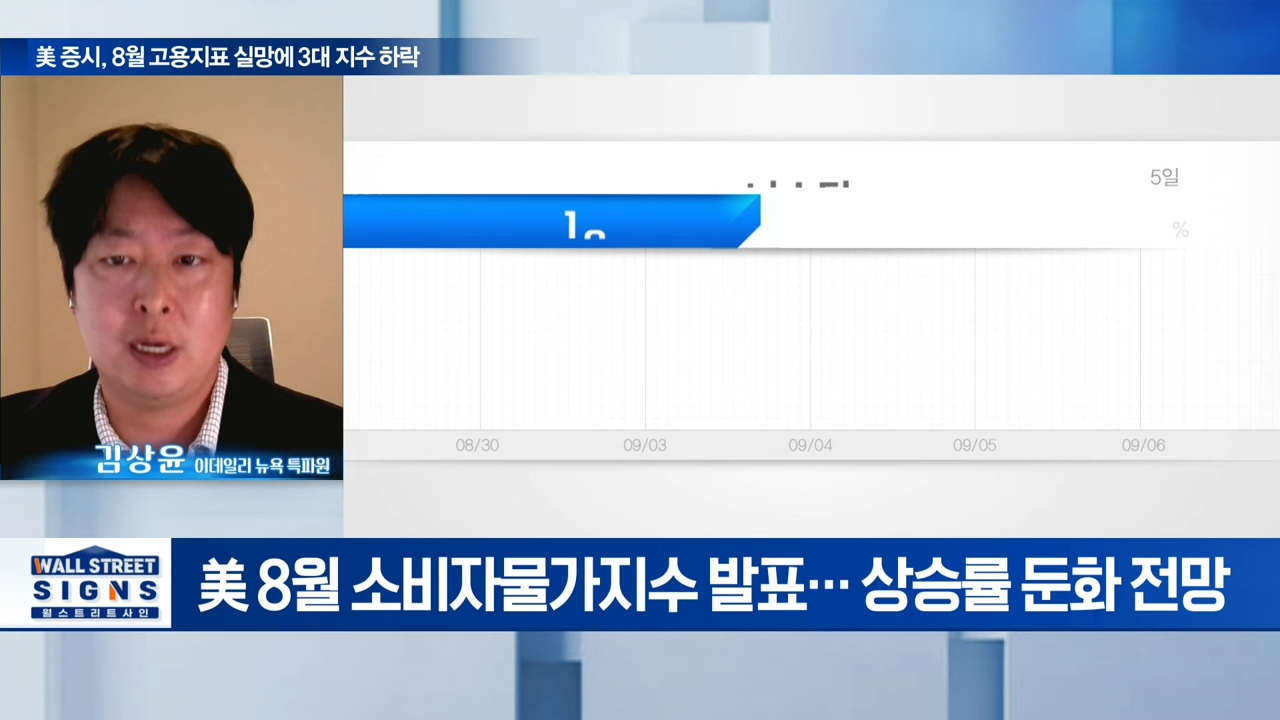 美 증시, 8월 고용지표 실망에 3대 지수 하락
5일
%
08/30 09/03 09/04 09/05 09/06
김상윤 이데일리 뉴욕 특파원
WALL STREET
SIGNS
월스트리트사인
美 8월 소비자물가지수 발표… 상승률 둔화 전망